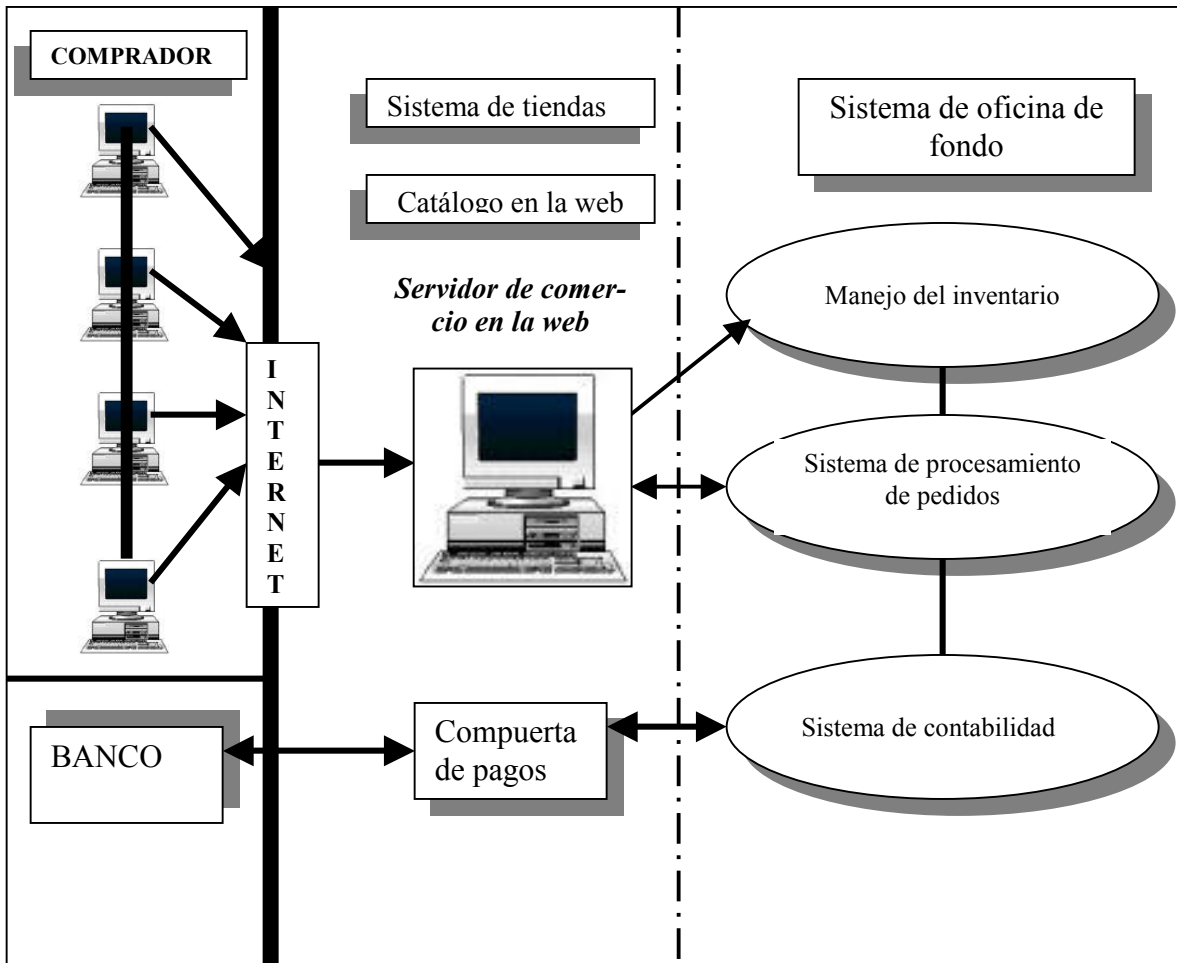 COMPRADOR
Sistema de tiendas
Catálogo en la web
Servidor de comer-
cio en la web
INTERNET
BANCO
Compuerta
de pagos
Sistema de oficina de
fondo
Manejo del inventario
Sistema de procesamiento
de pedidos
Sistema de contabilidad